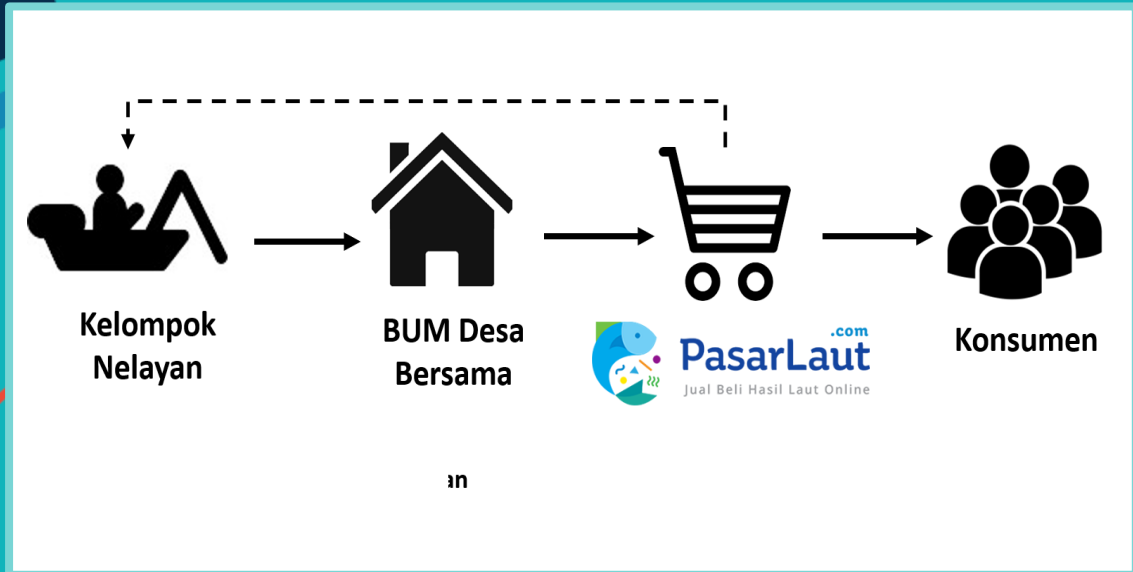 Kelompok
Nelayan
BUM Desa
Bersama
.com
PasarLaut
Jual Beli Hasil Laut Online
Konsumen
an